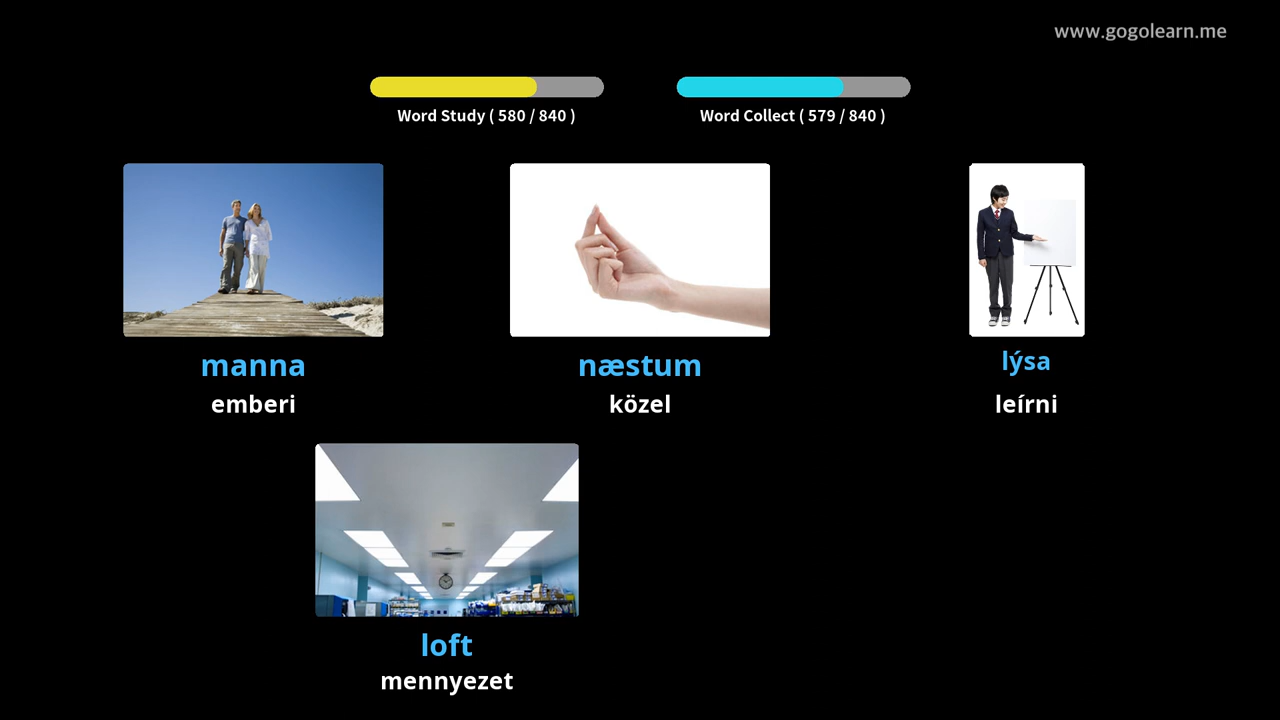 www.gogolearn.me
Word Study ( 580 / 840 )
Word Collect ( 579 / 840 )
manna
emberi
næstum
közel
lýsa
leírni
loft
mennyezet